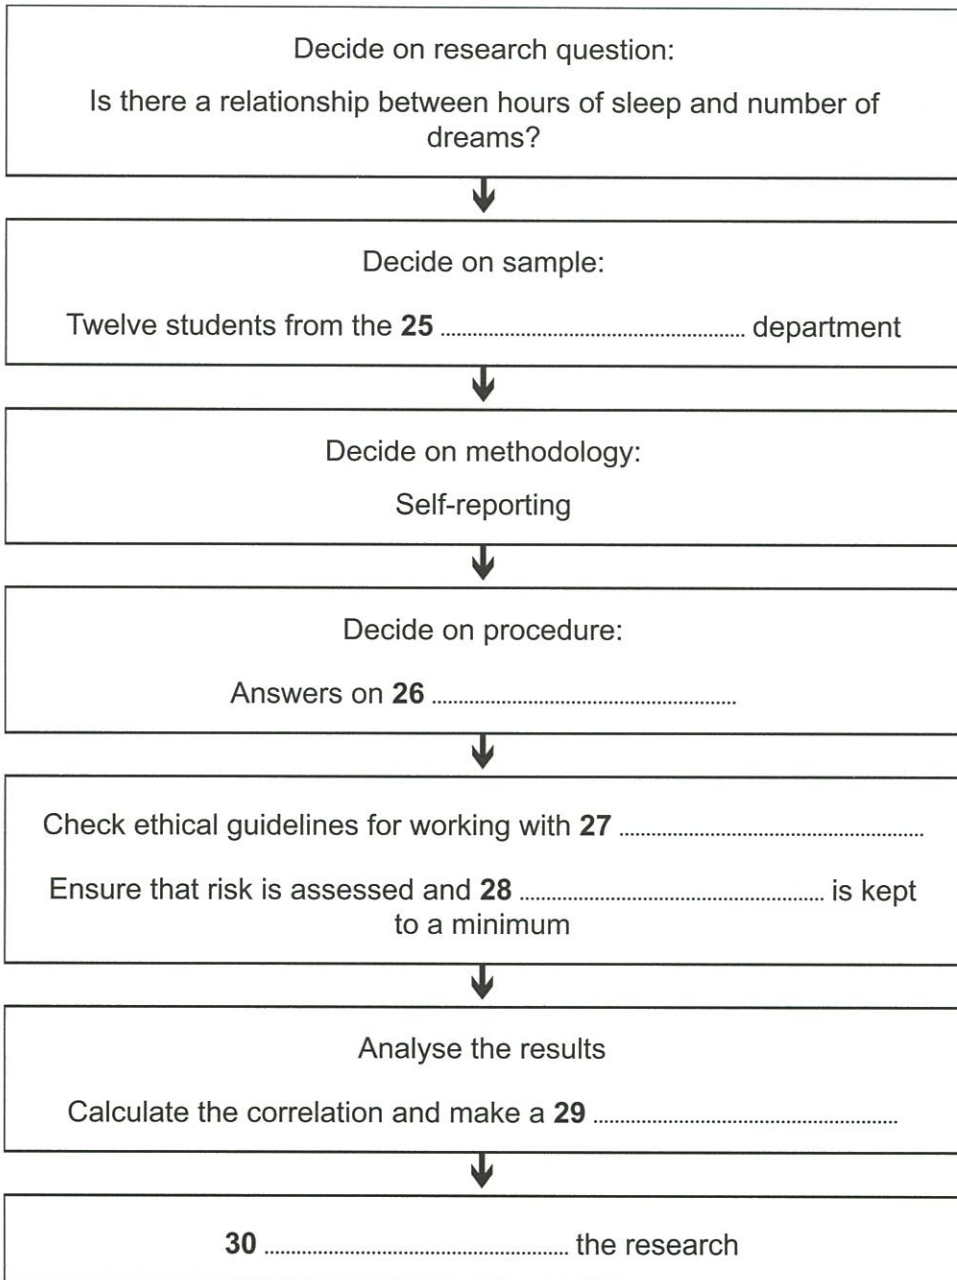 Decide on research question:
Is there a relationship between hours of sleep and number of
dreams?
Decide on sample:
Twelve students from the 25 ................................................ department
Decide on methodology:
Self-reporting
Decide on procedure:
Answers on 26 ................................................
Check ethical guidelines for working with 27 ................................................
Ensure that risk is assessed and 28 ................................................ is kept
to a minimum
Analyse the results
Calculate the correlation and make a 29 ................................................
30 ................................................ the research